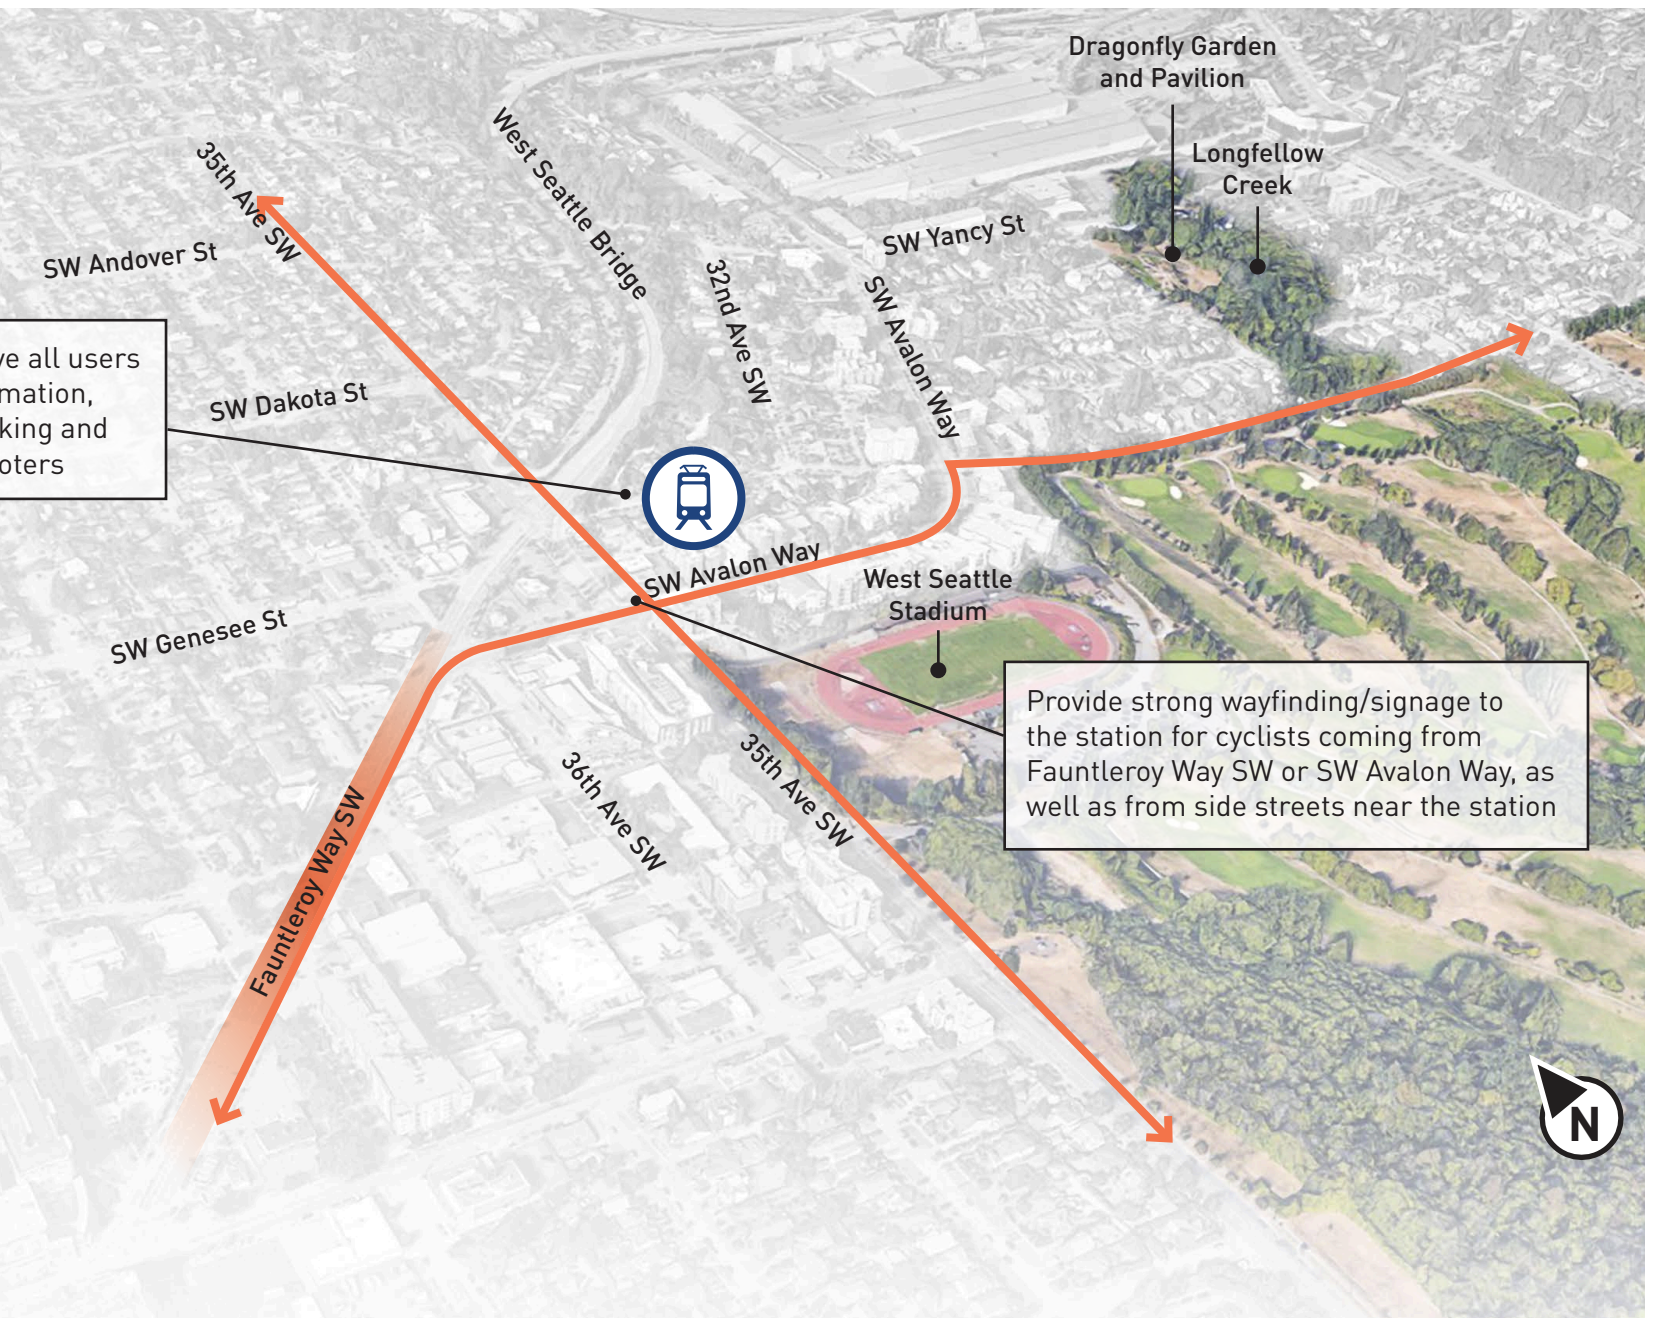 Dragonfly Garden
and Pavilion
Longfellow
Creek
35th Ave SW
West Seattle Bridge
SW Yancy St
SW Andover St
32nd Ave SW
SW Avalon Way
ve all users
mation,
king and
oters
SW Dakota St
SW Avalon Way
West Seattle
Stadium
SW Genesee St
Provide strong wayfinding/signage to
the station for cyclists coming from
Fauntleroy Way SW or SW Avalon Way, as
well as from side streets near the station
35th Ave SW
36th Ave SW
Fauntleroy Way SW
N